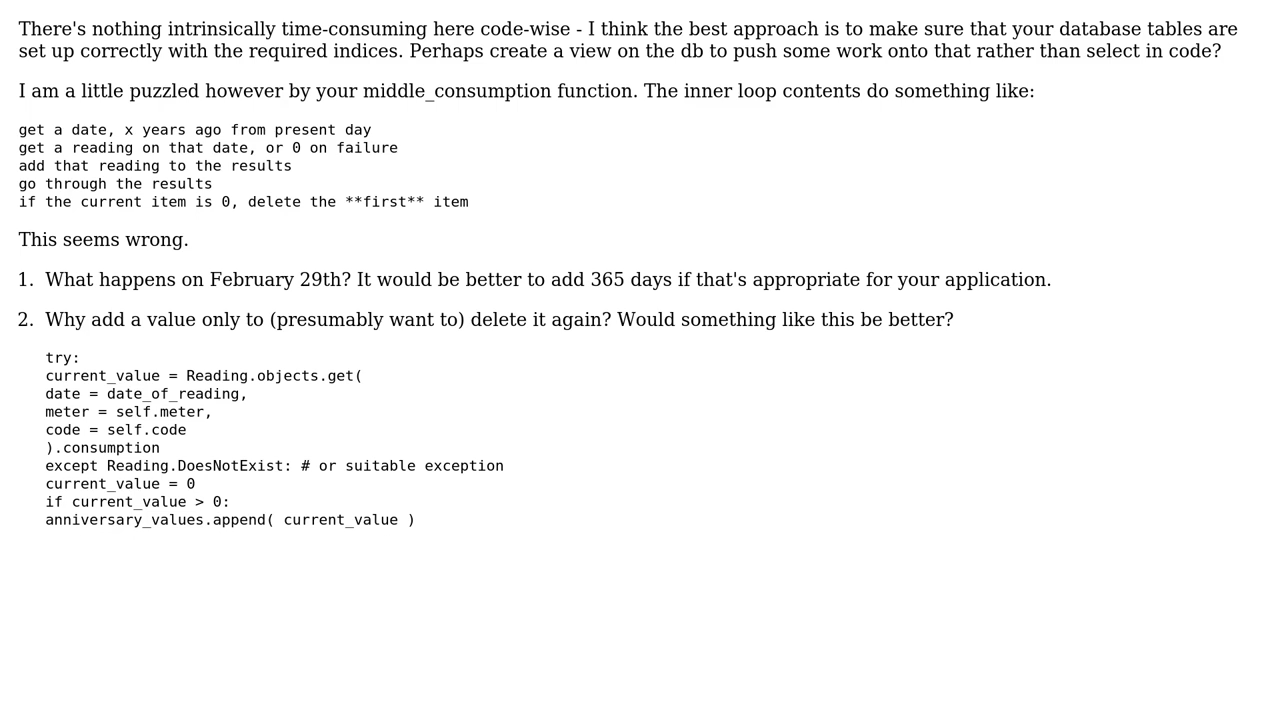 There's nothing intrinsically time-consuming here code-wise - I think the best approach is to make sure that your database tables are
set up correctly with the required indices. Perhaps create a view on the db to push some work onto that rather than select in code?
I am a little puzzled however by your middle_consumption function. The inner loop contents do something like:
get a date, x years ago from present day
get a reading on that date, or 0 on failure
add that reading to the results
go through the results
if the current item is 0, delete the **first** item
This seems wrong.
1. What happens on February 29th? It would be better to add 365 days if that's appropriate for your application.
2. Why add a value only to (presumably want to) delete it again? Would something like this be better?
try:
current_value = Reading.objects.get(
date = date_of_reading,
meter = self.meter,
code = self.code
).consumption
except Reading.DoesNotExist: # or suitable exception
current_value = 0
if current_value > 0:
anniversary_values.append( current_value )